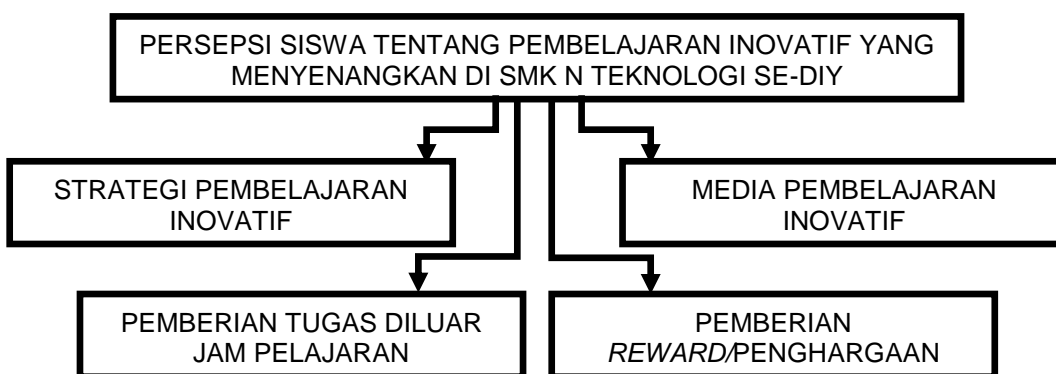 PERSEPSI SISWA TENTANG PEMBELAJARAN INOVATIF YANG
MENYENANGKAN DI SMK N TEKNOLOGI SE-DIY
STRATEGI PEMBELAJARAN
INOVATIF
MEDIA PEMBELAJARAN
INOVATIF
PEMBERIAN TUGAS DILUAR
JAM PELAJARAN
PEMBERIAN
REWARD/PENGHARGAAN